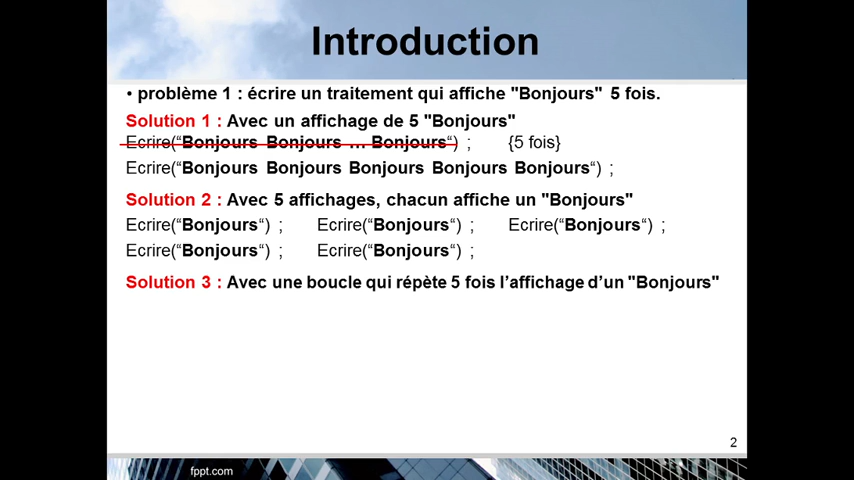 Introduction
• problème 1 : écrire un traitement qui affiche "Bonjours" 5 fois.
Solution 1 : Avec un affichage de 5 "Bonjours"
Ecrire(“Bonjours Bonjours ... Bonjours“) ; {5 fois}
Ecrire(“Bonjours Bonjours Bonjours Bonjours Bonjours“) ;
Solution 2 : Avec 5 affichages, chacun affiche un "Bonjours"
Ecrire(“Bonjours“) ; Ecrire(“Bonjours“) ; Ecrire(“Bonjours“) ;
Ecrire(“Bonjours“) ; Ecrire(“Bonjours“) ;
Solution 3 : Avec une boucle qui répète 5 fois l’affichage d’un "Bonjours"
2
fppt.com